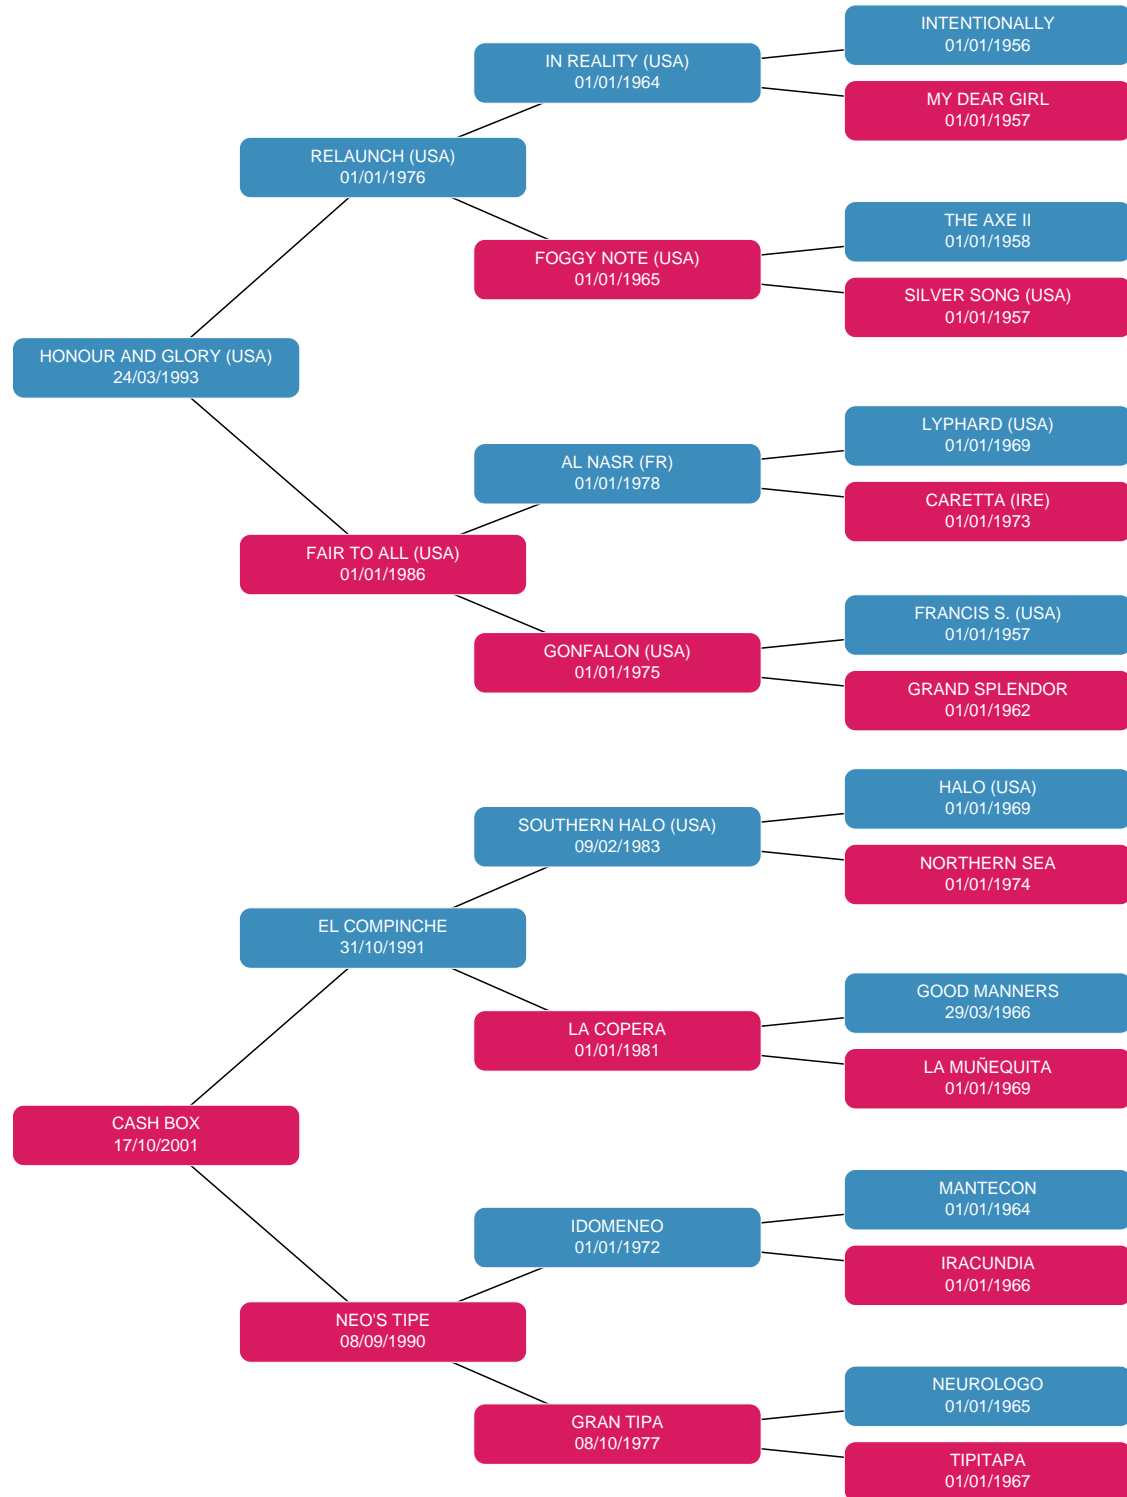 INTENTIONALLY
01/01/1956
IN REALITY (USA)
01/01/1964
MY DEAR GIRL
01/01/1957
RELAUNCH (USA)
01/01/1976
THE AXE II
01/01/1958
FOGGY NOTE (USA)
01/01/1965
SILVER SONG (USA)
01/01/1957
HONOUR AND GLORY (USA)
24/03/1993
LYPHARD (USA)
01/01/1969
AL NASR (FR)
01/01/1978
CARETTA (IRE)
01/01/1973
FAIR TO ALL (USA)
01/01/1986
FRANCIS S. (USA)
01/01/1957
GONFALON (USA)
01/01/1975
GRAND SPLENDOR
01/01/1962
HALO (USA)
01/01/1969
SOUTHERN HALO (USA)
09/02/1983
NORTHERN SEA
01/01/1974
EL COMPINCHE
31/10/1991
GOOD MANNERS
29/03/1966
LA COPERA
01/01/1981
LA MUÑEQUITA
01/01/1969
CASH BOX
17/10/2001
MANTECON
01/01/1964
IDOMENEO
01/01/1972
IRACUNDIA
01/01/1966
NEO'S TIPE
08/09/1990
NEUROLOGO
01/01/1965
GRAN TIPA
08/10/1977
TIPITAPA
01/01/1967